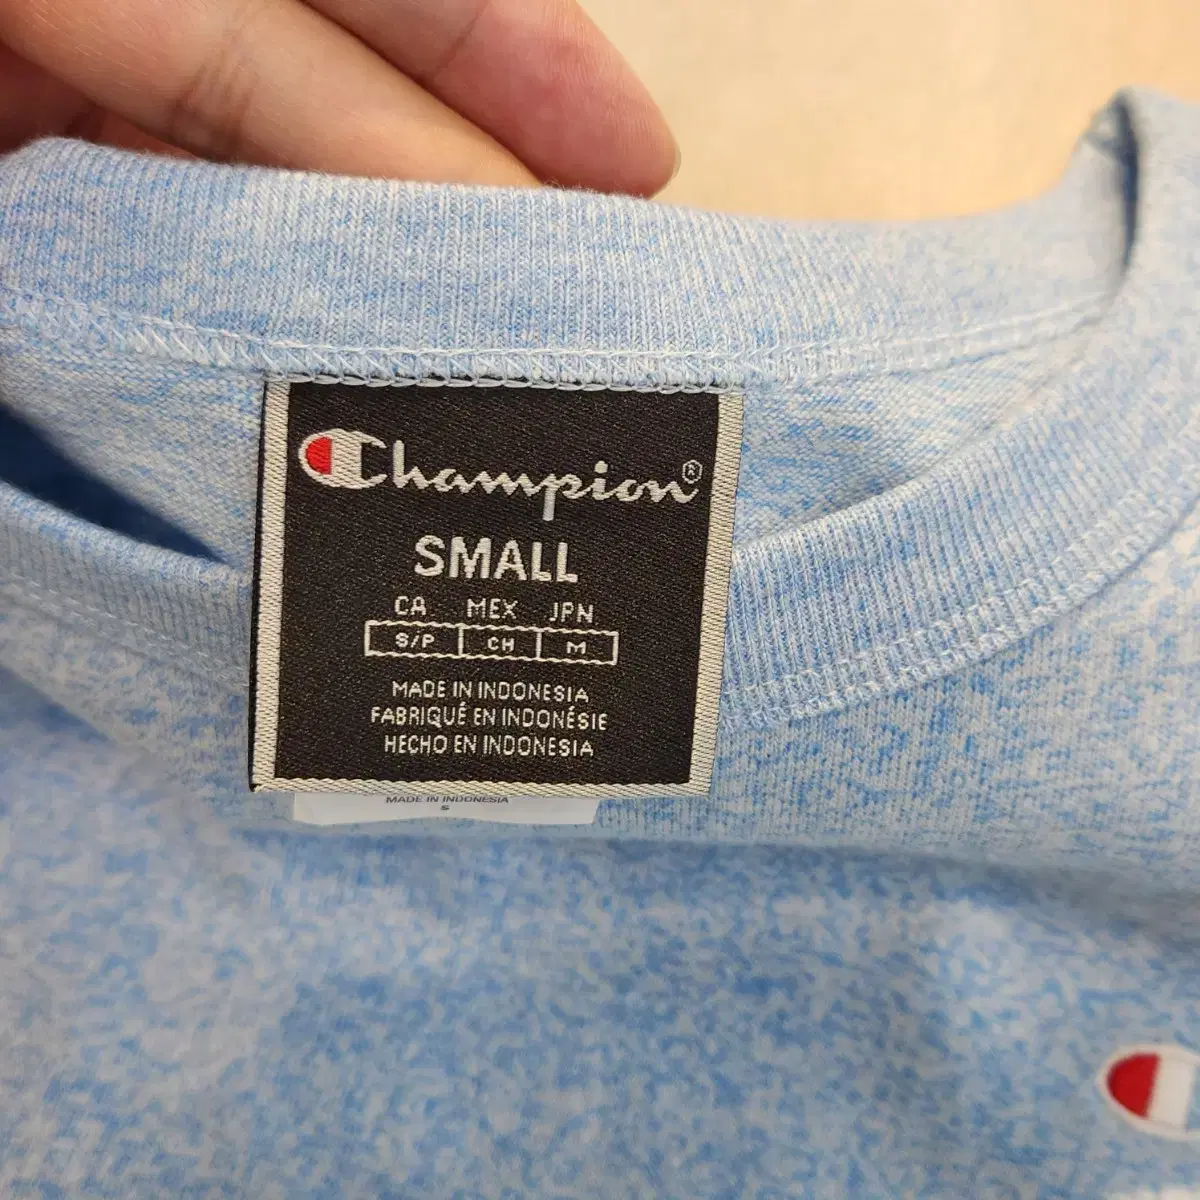 Champion®
SMALL
CA MEX JPN
S/P CH M
MADE IN INDONESIA
FABRIQUÉ EN INDONÉSIE
HECHO EN INDONESIA
MADE IN INDONESIA
S